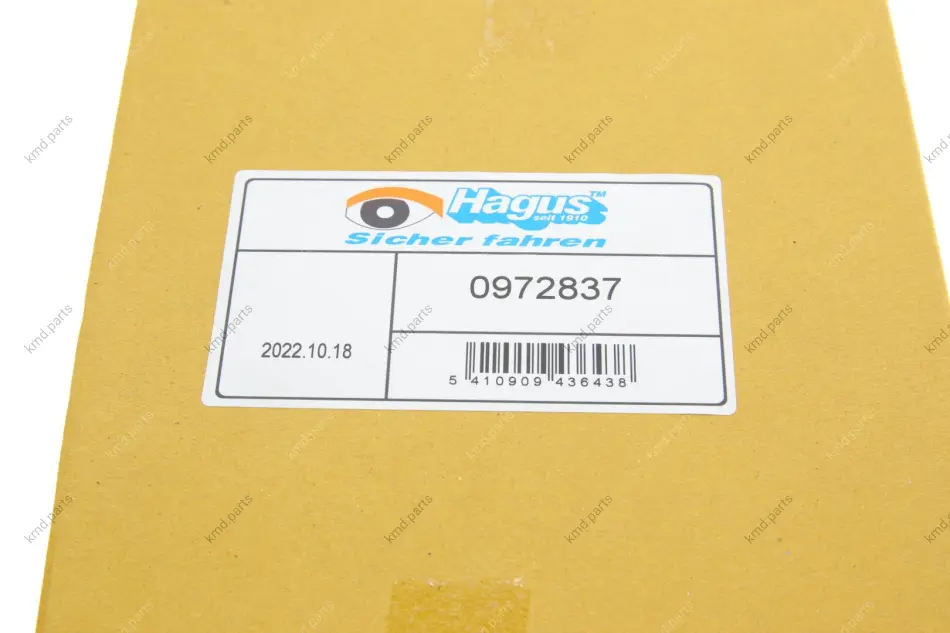 Hagus™
seit 1910
Sicher fahren
0972837
2022.10.18
5 410909 436438
kmd.parts